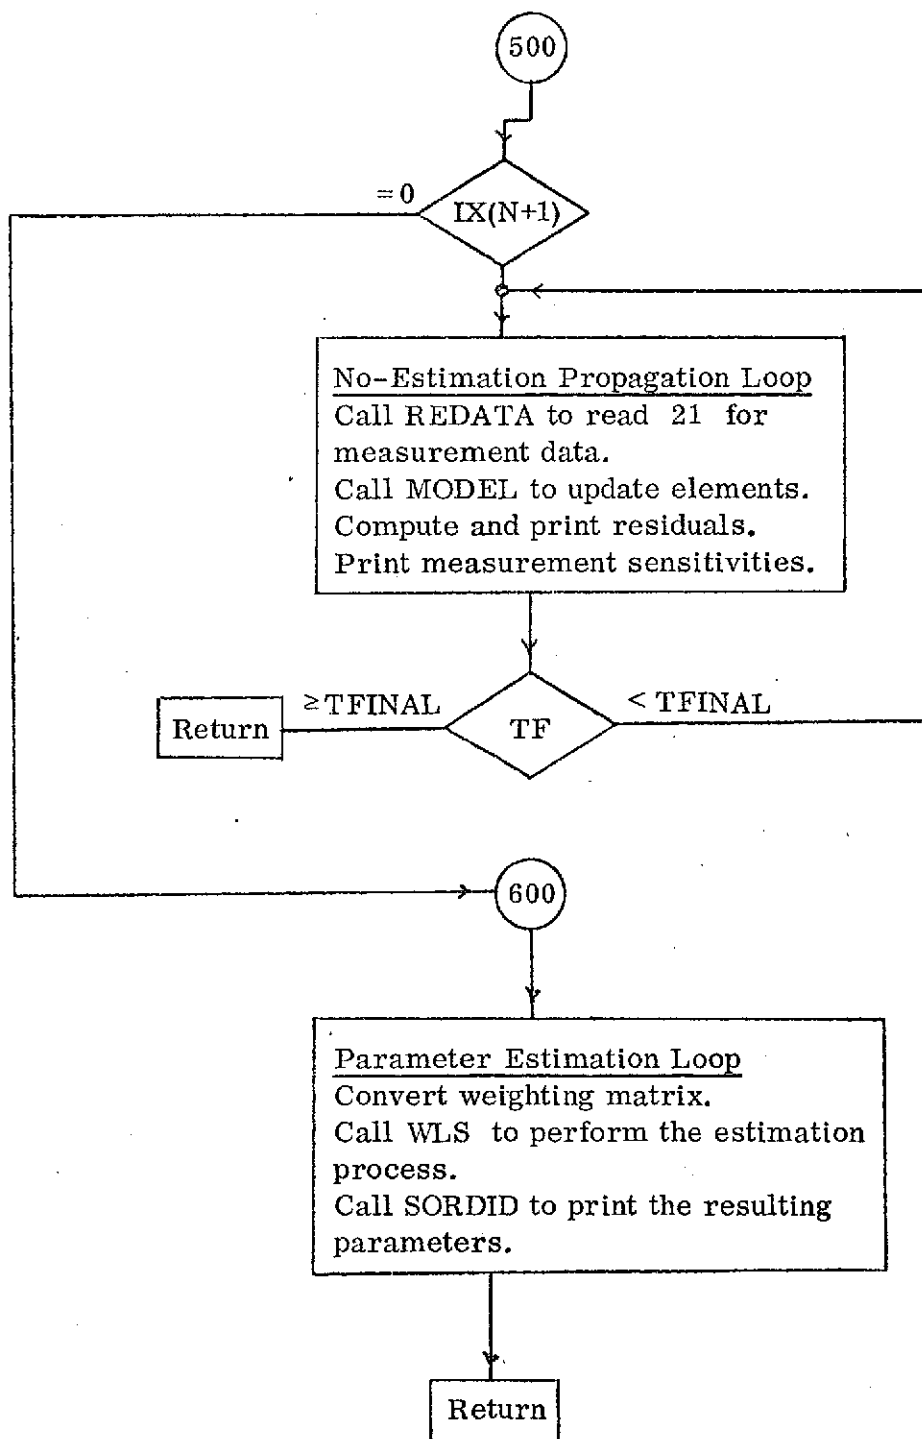 500
=0
IX(N+1)
No-Estimation Propagation Loop
Call REDATA to read 21 for
measurement data.
Call MODEL to update elements.
Compute and print residuals.
Print measurement sensitivities.
≥TFINAL
< TFINAL
Return
TF
600
Parameter Estimation Loop
Convert weighting matrix.
Call WLS to perform the estimation
process.
Call SORDID to print the resulting
parameters.
Return